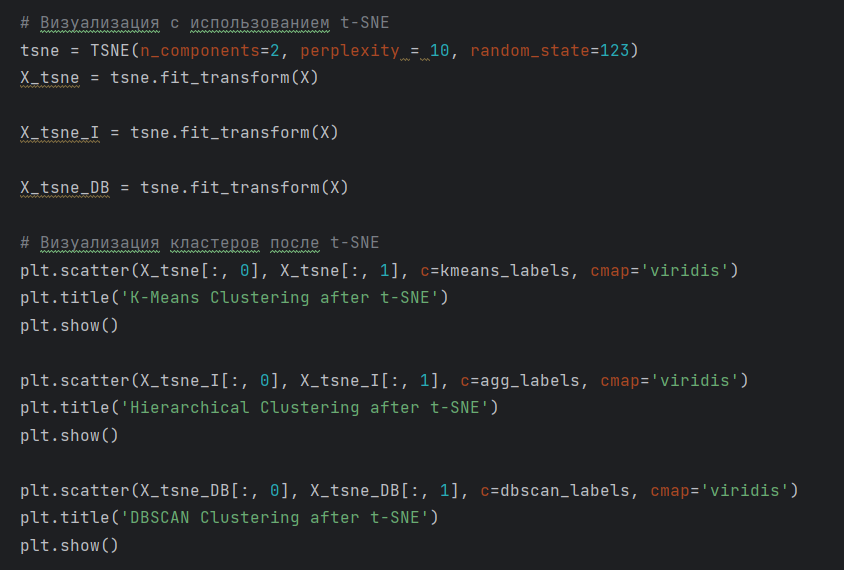 # Визуализация с использованием t-SNE
tsne = TSNE(n_components=2, perplexity = 10, random_state=123)
X_tsne = tsne.fit_transform(X)
X_tsne_I = tsne.fit_transform(X)
X_tsne_DB = tsne.fit_transform(X)
# Визуализация кластеров после t-SNE
plt.scatter(X_tsne[:, 0], X_tsne[:, 1], c=kmeans_labels, cmap='viridis')
plt.title('K-Means Clustering after t-SNE')
plt.show()
plt.scatter(X_tsne_I[:, 0], X_tsne_I[:, 1], c=agg_labels, cmap='viridis')
plt.title('Hierarchical Clustering after t-SNE')
plt.show()
plt.scatter(X_tsne_DB[:, 0], X_tsne_DB[:, 1], c=dbscan_labels, cmap='viridis')
plt.title('DBSCAN Clustering after t-SNE')
plt.show()